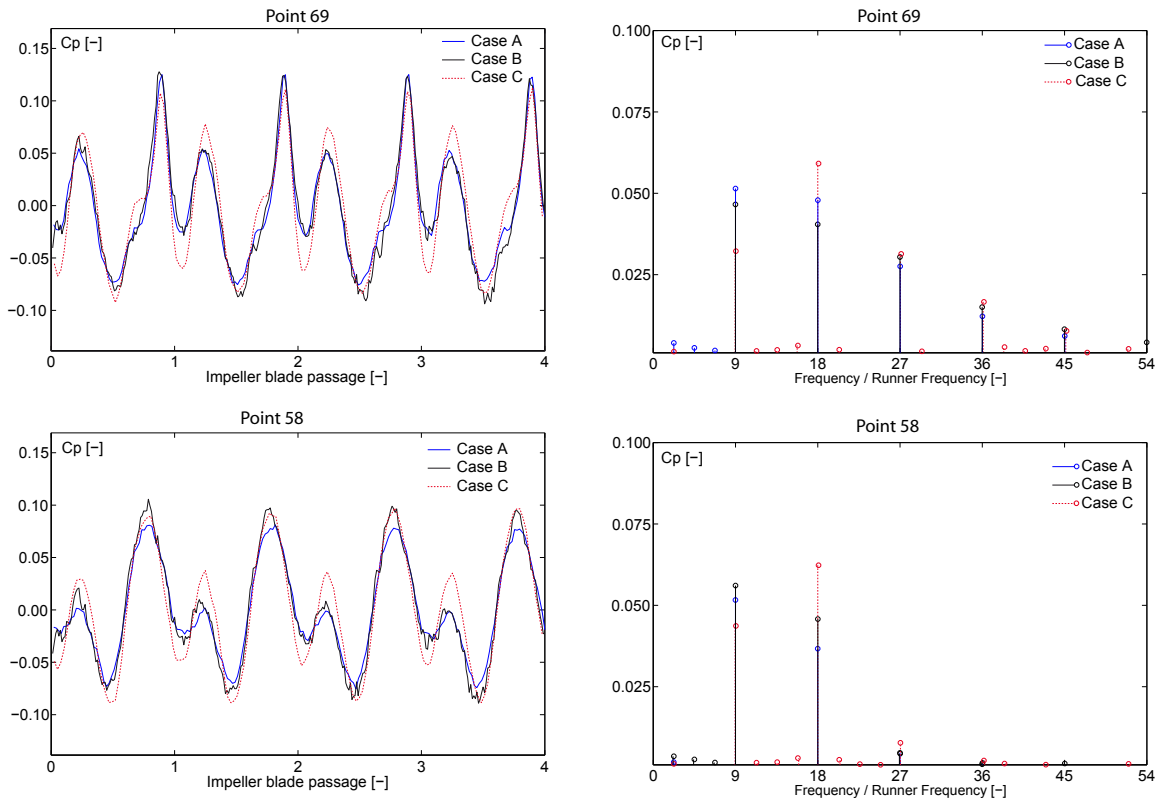 Point 69
Cp [−]
Case A
Case B
Case C
0.15
0.10
0.05
0.00
−0.05
−0.10
0 1 2 3 4
Impeller blade passage [−]
Point 69
Cp [−]
Case A
Case B
Case C
0.100
0.075
0.050
0.025
0 9 18 27 36 45 54
Frequency / Runner Frequency [−]
Point 58
Cp [−]
Case A
Case B
Case C
0.15
0.10
0.05
0.00
−0.05
−0.10
0 1 2 3 4
Impeller blade passage [−]
Point 58
Cp [−]
Case A
Case B
Case C
0.100
0.075
0.050
0.025
0 9 18 27 36 45 54
Frequency / Runner Frequency [−]